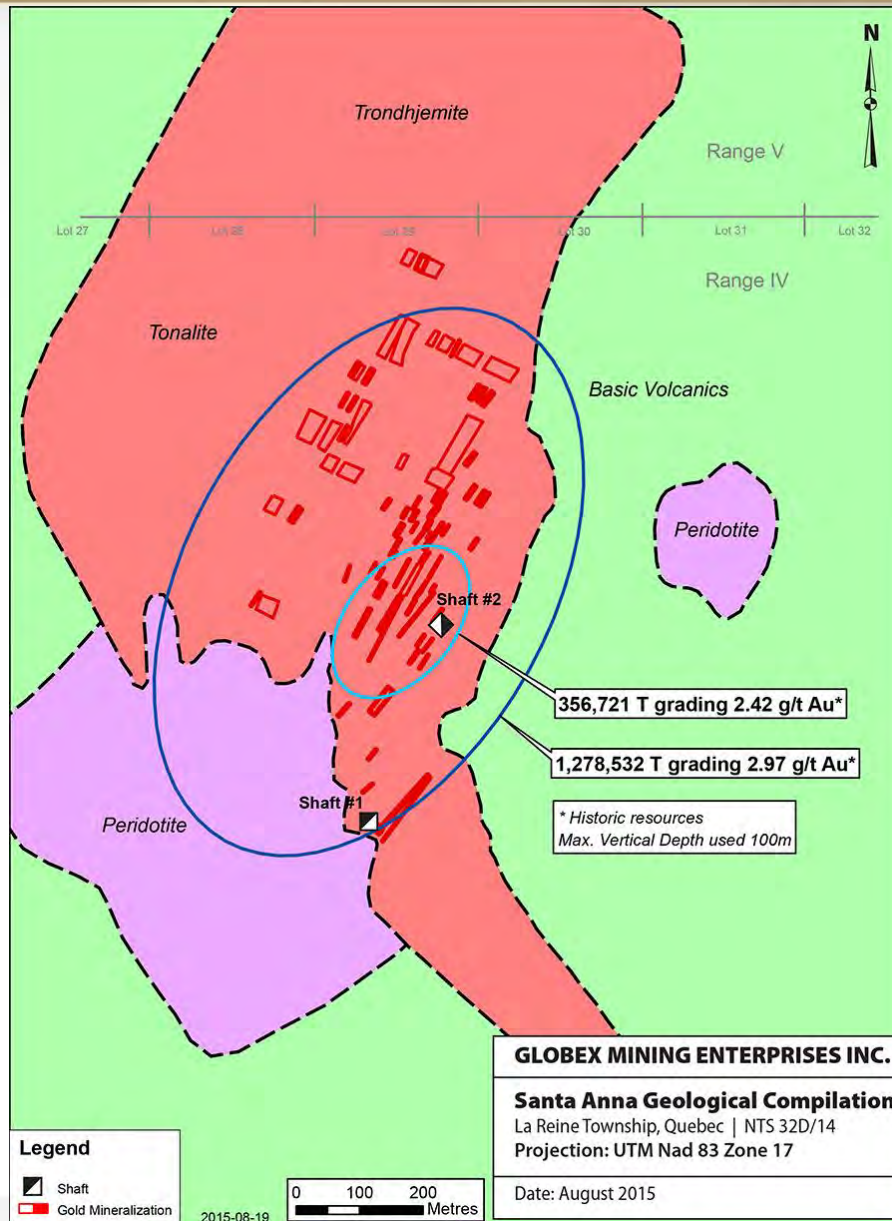 N
Trondhjemite
Range V
Lot 27
Lot 28
Lot 29
Lot 30
Lot 31
Lot 32
Range IV
Tonalite
Basic Volcanics
Peridotite
Shaft #2
356,721 T grading 2.42 g/t Au*
1,278,532 T grading 2.97 g/t Au*
Shaft #1
* Historic resources
Max. Vertical Depth used 100m
Peridotite
GLOBEX MINING ENTERPRISES INC.
Santa Anna Geological Compilation
La Reine Township, Quebec | NTS 32D/14
Projection: UTM Nad 83 Zone 17
Date: August 2015
Legend
Shaft
Gold Mineralization
2015-08-19
0 100 200
Metres